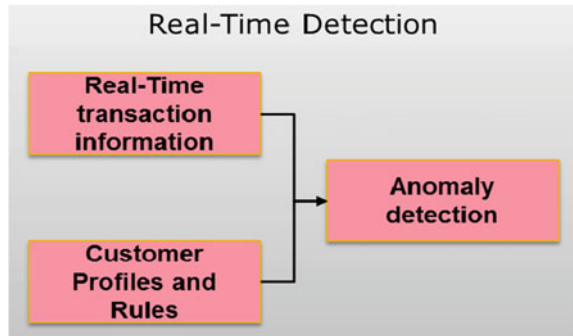 Real-Time Detection
Real-Time
transaction
information
Anomaly
detection
Customer
Profiles and
Rules